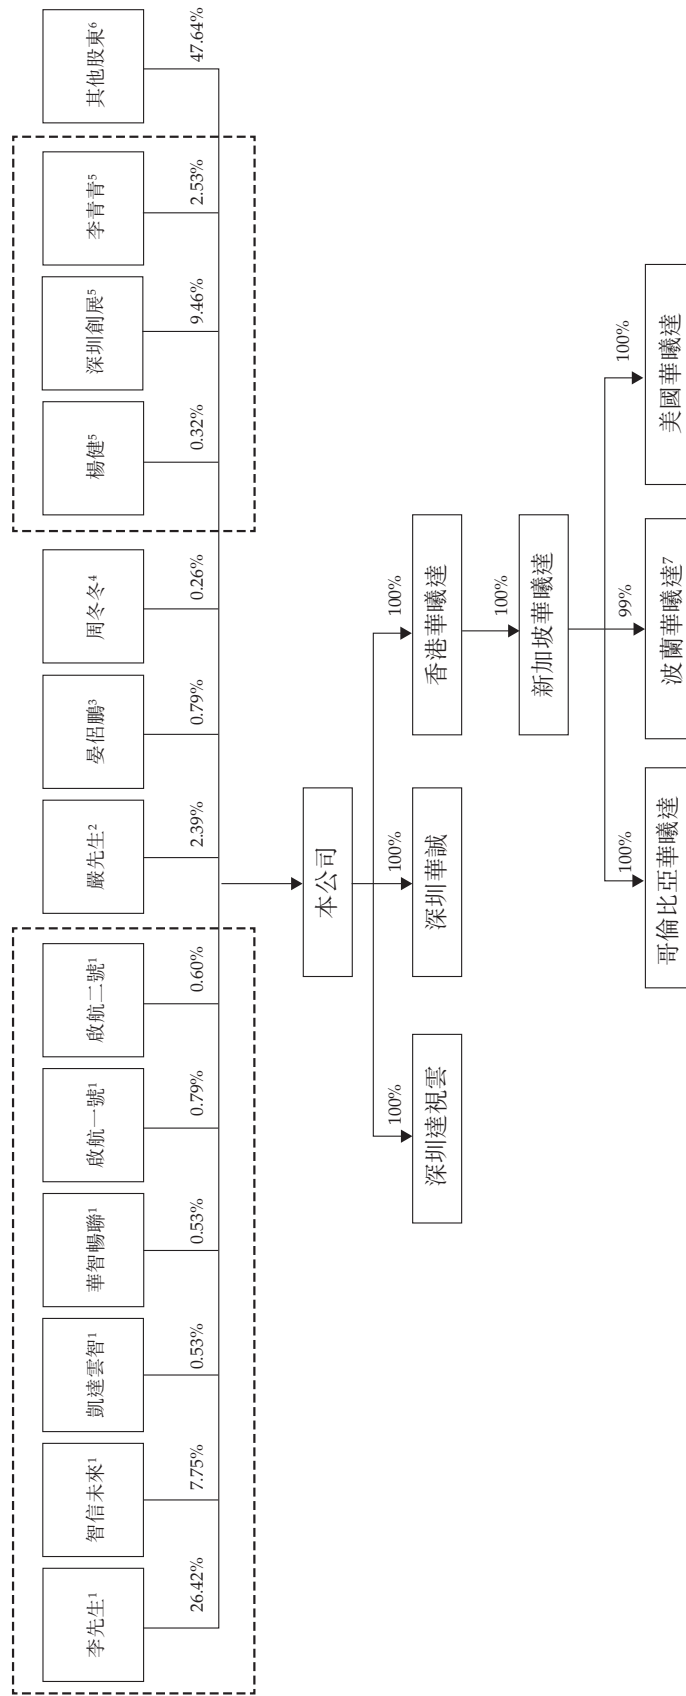 李先生¹
智信未來¹
凱達雲智¹
華智暢聯¹
啟航一號¹
啟航二號¹
嚴先生²
晏侶鵬³
周冬冬⁴
楊健⁵
深圳創展⁵
李青青⁵
其他股東⁶
26.42%
7.75%
0.53%
0.53%
0.79%
0.60%
2.39%
0.79%
0.26%
0.32%
9.46%
2.53%
47.64%
本公司
100%
100%
100%
深圳達視雲
深圳華誠
香港華曦達
100%
新加坡華曦達
100%
99%
100%
哥倫比亞華曦達
波蘭華曦達⁷
美國華曦達